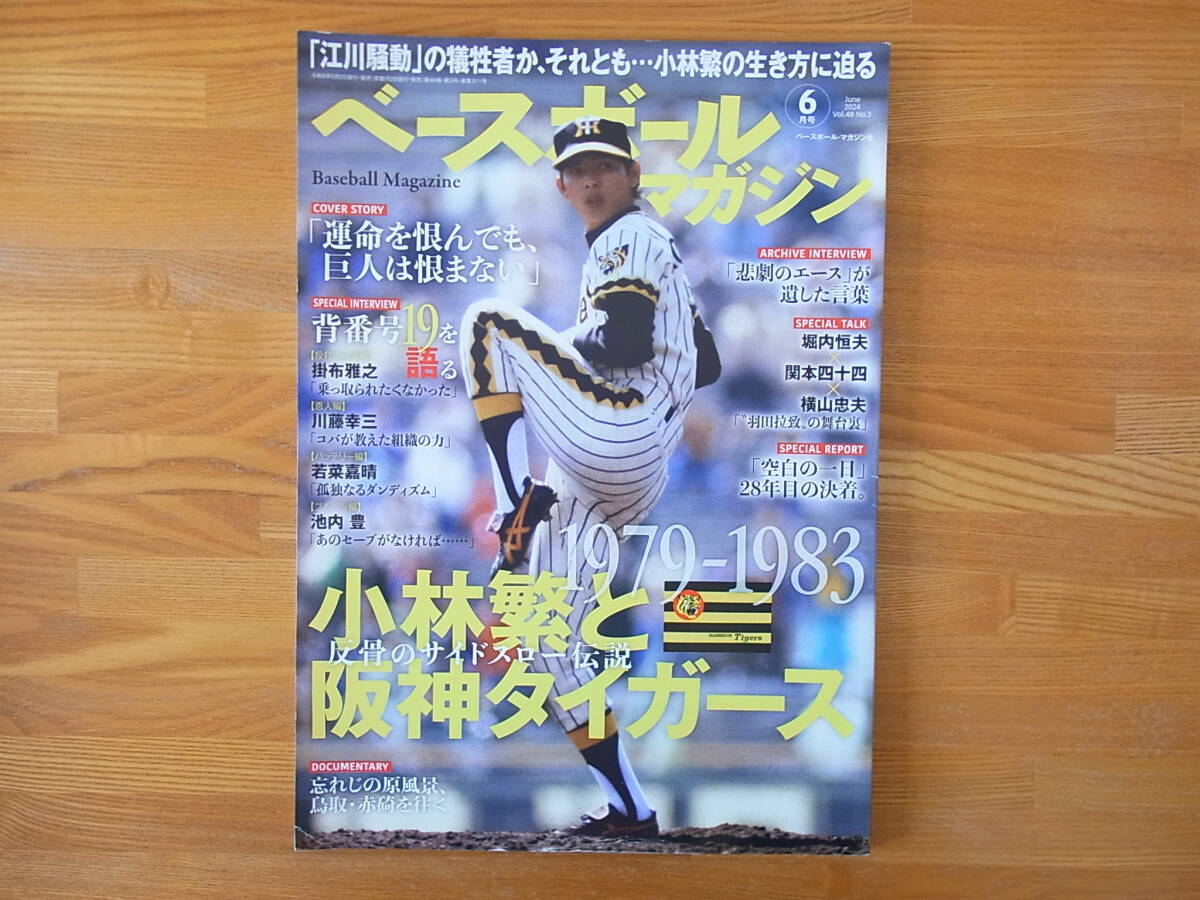 「江川騒動」の犠牲者か、それとも…小林繁の生き方に迫る
ベースボール
マガジン
Baseball Magazine
6
月号
June
2024
Vol.48 No.3
ベースボール・マガジン社
COVER STORY
「運命を恨んでも、
巨人は恨まない」
SPECIAL INTERVIEW
背番号19を
語る
掛布雅之
「乗っ取られたくなかった」
【恩人編】
川藤幸三
「コバが教えた組織の力」
【バッテリー編】
若菜嘉晴
「孤独なるダンディズム」
池内 豊
「あのセーブがなければ……」
ARCHIVE INTERVIEW
「悲劇のエース」が
遺した言葉
SPECIAL TALK
堀内恒夫
×
関本四十四
×
横山忠夫
「“羽田拉致”の舞台裏」
SPECIAL REPORT
「空白の一日」
28年目の決着。
1979-1983
小林繁と
反骨のサイドスロー伝説
阪神タイガース
HANSHIN Tigers
DOCUMENTARY
忘れじの原風景、
鳥取・赤碕を往く